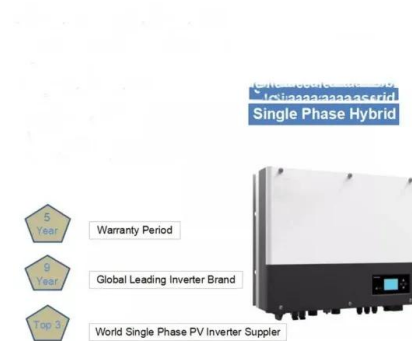 Single Phase Hybrid
5
Year
Warranty Period
9
Year
Global Leading Inverter Brand
Top 3
World Single Phase PV Inverter Suppler